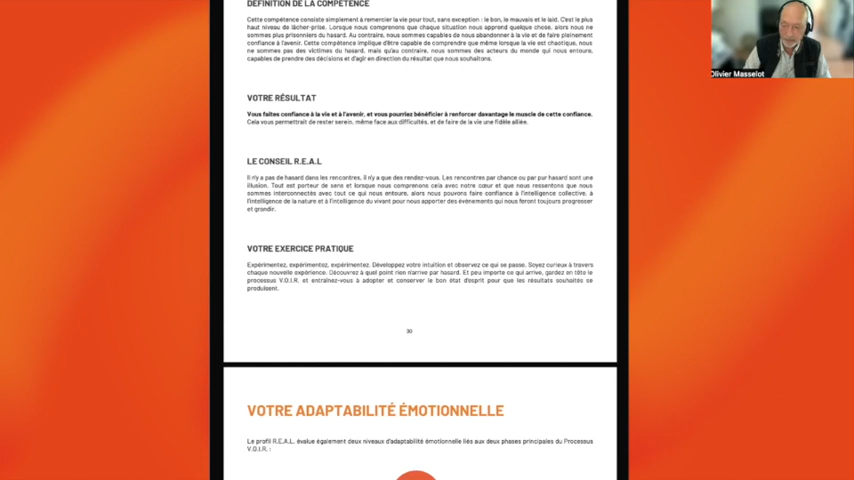 DÉFINITION DE LA COMPÉTENCE
Cette compétence consiste simplement à remercier la vie pour tout, sans exception : le bon, le mauvais et le laid. C'est le plus
haut niveau de lâcher-prise. Lorsque nous comprenons que chaque situation nous apprend quelque chose, alors nous ne
sommes plus prisonniers du hasard. Au contraire, nous sommes capables de nous abandonner à la vie et de faire pleinement
confiance à l'avenir. Cette compétence implique d'être capable de comprendre que même lorsque la vie est chaotique, nous
ne sommes pas des victimes du hasard, mais qu'au contraire, nous sommes des acteurs du monde qui nous entoure,
capables de prendre des décisions et d'agir en direction du résultat que nous souhaitons.
VOTRE RÉSULTAT
Vous faites confiance à la vie et à l'avenir, et vous pourriez bénéficier à renforcer davantage le muscle de cette confiance.
Cela vous permettrait de rester serein, même face aux difficultés, et de faire de la vie une fidèle alliée.
LE CONSEIL R.E.A.L
Il n'y a pas de hasard dans les rencontres, il n'y a que des rendez-vous. Les rencontres par chance ou par pur hasard sont une
illusion. Tout est porteur de sens et lorsque nous comprenons cela avec notre cœur et que nous ressentons que nous
sommes interconnectés avec tout ce qui nous entoure, alors nous pouvons faire confiance à l'intelligence collective, à
l'intelligence de la nature et à l'intelligence du vivant pour nous apporter des évènements qui nous feront toujours progresser
et grandir.
VOTRE EXERCICE PRATIQUE
Expérimentez, expérimentez, expérimentez. Développez votre intuition et observez ce qui se passe. Soyez curieux à travers
chaque nouvelle expérience. Découvrez à quel point rien n'arrive par hasard. Et peu importe ce qui arrive, gardez en tête le
processus V.O.I.R. et entraînez-vous à adopter et conserver le bon état d'esprit pour que les résultats souhaités se
produisent.
30
VOTRE ADAPTABILITÉ ÉMOTIONNELLE
Le profil R.E.A.L. évalue également deux niveaux d'adaptabilité émotionnelle liés aux deux phases principales du Processus
V.O.I.R. :
Olivier Masselot